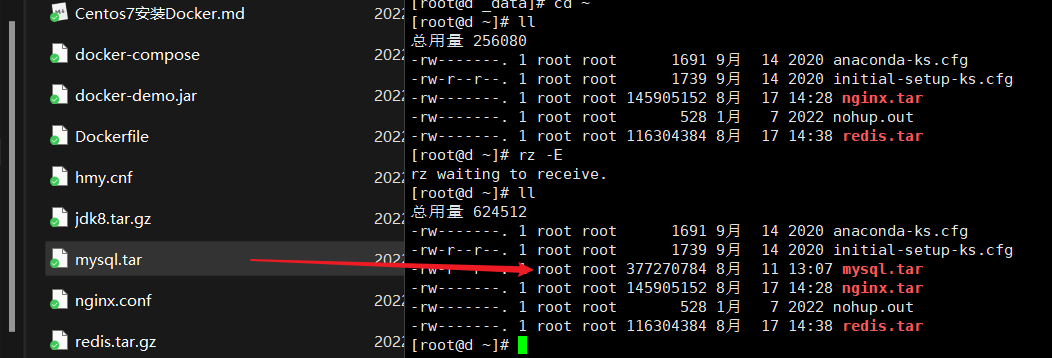 Centos7安装Docker.md
2022
docker-compose
2022
docker-demo.jar
2022
Dockerfile
2022
hmy.cnf
2022
jdk8.tar.gz
2022
mysql.tar
2022
nginx.conf
2022
redis.tar.gz
2022
[root@d _data]# cd ~
[root@d ~]# ll
总用量 256080
-rw-------. 1 root root 1691 9月 14 2020 anaconda-ks.cfg
-rw-r--r--. 1 root root 1739 9月 14 2020 initial-setup-ks.cfg
-rw-------. 1 root root 145905152 8月 17 14:28 nginx.tar
-rw-------. 1 root root 528 1月 7 2022 nohup.out
-rw-------. 1 root root 116304384 8月 17 14:38 redis.tar
[root@d ~]# rz -E
rz waiting to receive.
[root@d ~]# ll
总用量 624512
-rw-------. 1 root root 1691 9月 14 2020 anaconda-ks.cfg
-rw-r--r--. 1 root root 1739 9月 14 2020 initial-setup-ks.cfg
1 root root 377270784 8月 11 13:07 mysql.tar
-rw-------. 1 root root 145905152 8月 17 14:28 nginx.tar
-rw-------. 1 root root 528 1月 7 2022 nohup.out
-rw-------. 1 root root 116304384 8月 17 14:38 redis.tar
[root@d ~]#